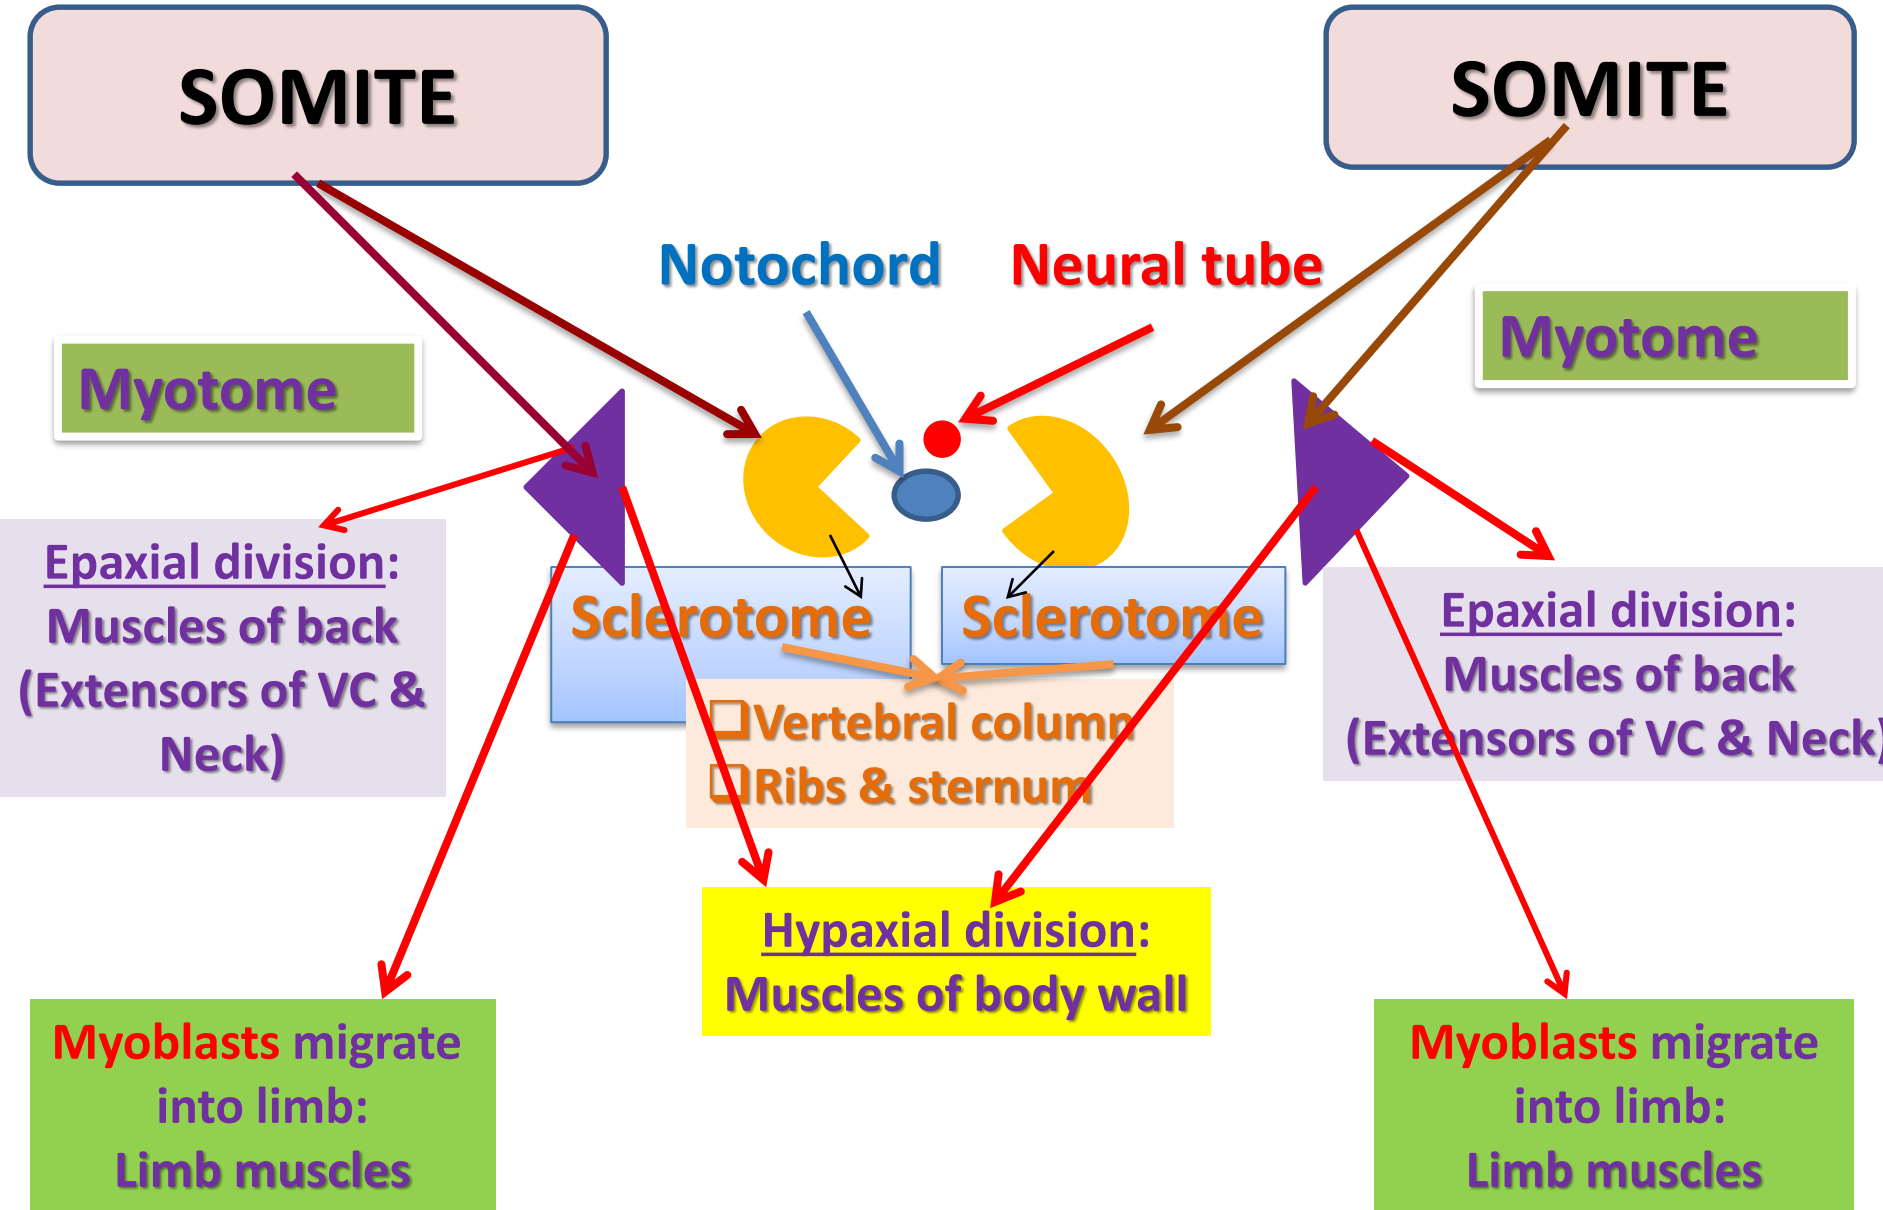 SOMITE
SOMITE
Notochord
Neural tube
Myotome
Myotome
Epaxial division:
Muscles of back
(Extensors of VC &
Neck)
Sclerotome
Sclerotome
Epaxial division:
Muscles of back
(Extensors of VC & Neck)
❑Vertebral column
❑Ribs & sternum
Hypaxial division:
Muscles of body wall
Myoblasts migrate
into limb:
Limb muscles
Myoblasts migrate
into limb:
Limb muscles